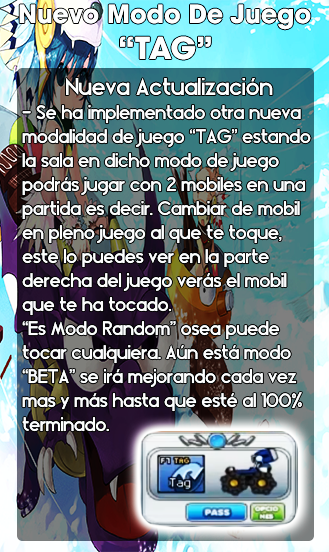 Nuevo Modo De Juego
“TAG”
Nueva Actualización
- Se ha implementado otra nueva
modalidad de juego “TAG” estando
la sala en dicho modo de juego
podrás jugar con 2 mobiles en una
partida es decir. Cambiar de mobil
en pleno juego al que te toque,
este lo puedes ver en la parte
derecha del juego verás el mobil
que te ha tocado.
“Es Modo Random” osea puede
tocar cualquiera. Aún está modo
“BETA” se irá mejorando cada vez
mas y más hasta que esté al 100%
terminado.
F7 TAG
Tag
PASS
OPCIO
NES